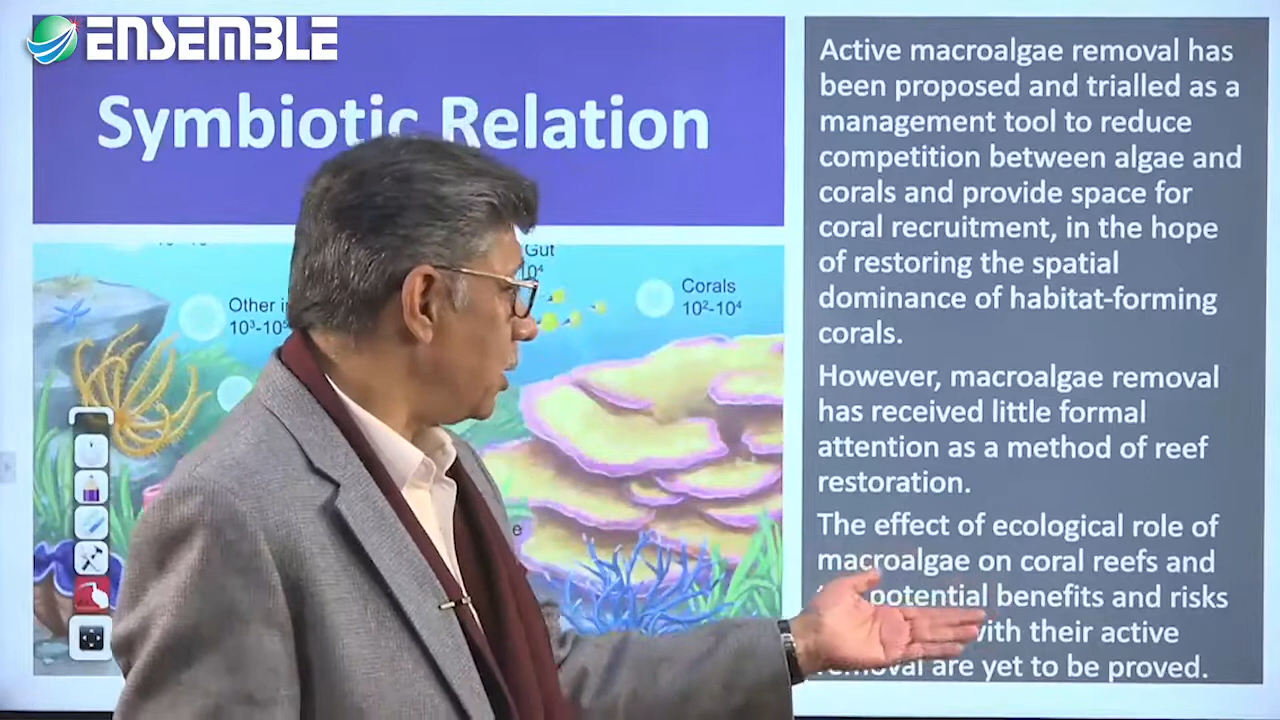 ENSEMBLE
Symbiotic Relation
Gut
10⁴
Corals
10²-10⁴
Other
10³-10⁵
Active macroalgae removal has
been proposed and trialled as a
management tool to reduce
competition between algae and
corals and provide space for
coral recruitment, in the hope
of restoring the spatial
dominance of habitat-forming
corals.
However, macroalgae removal
has received little formal
attention as a method of reef
restoration.
The effect of ecological role of
macroalgae on coral reefs and
potential benefits and risks
with their active
removal are yet to be proved.